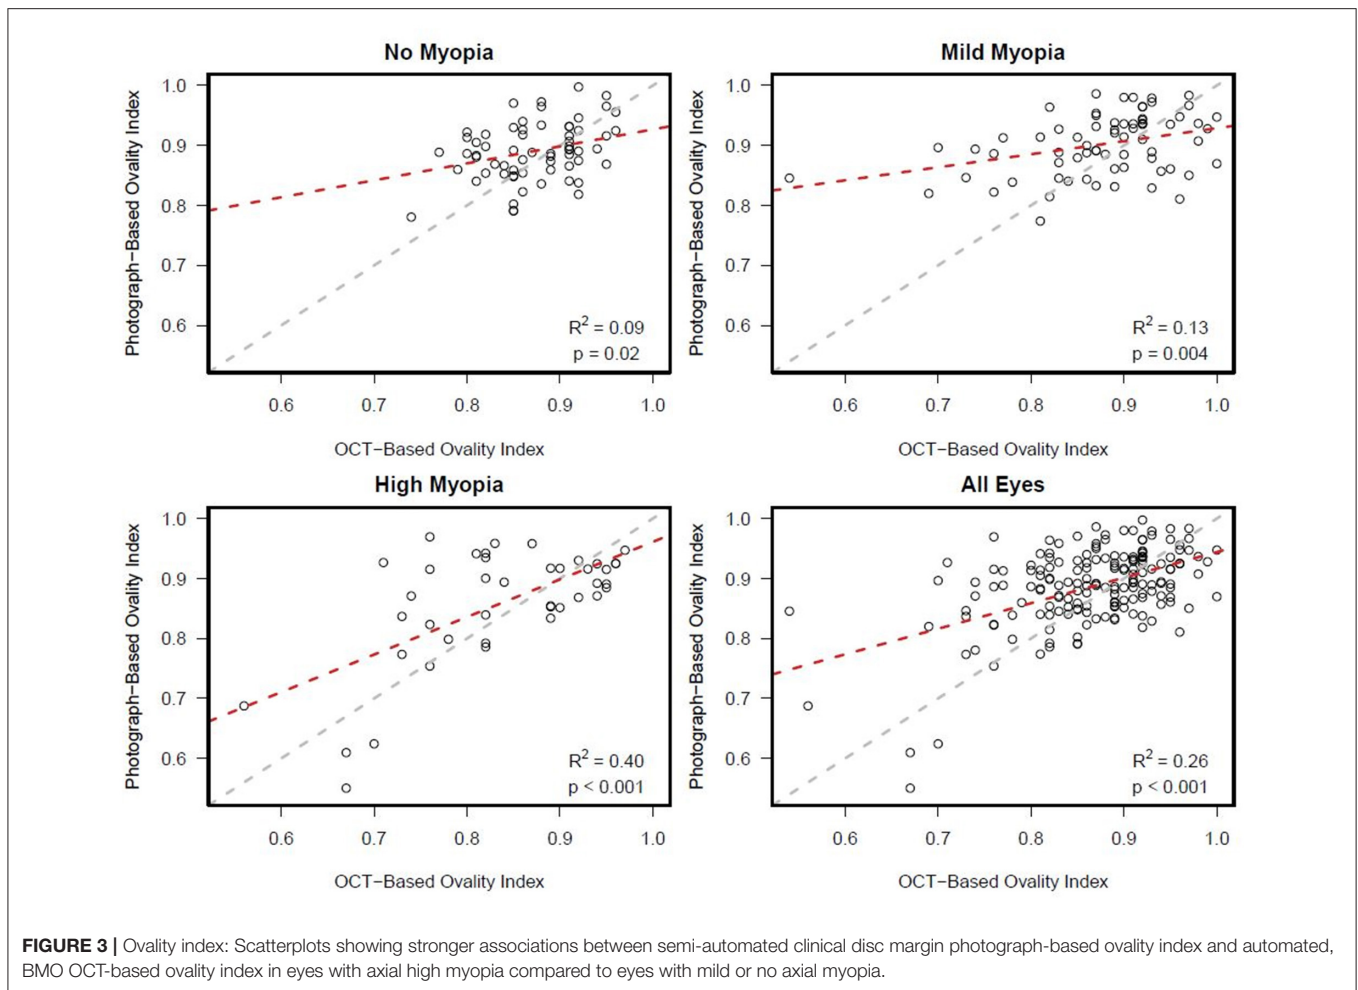 No Myopia
Photograph−Based Ovality Index
1.0
0.9
0.8
0.7
0.6
R² = 0.09
p = 0.02
0.6 0.7 0.8 0.9 1.0
OCT−Based Ovality Index
Mild Myopia
Photograph−Based Ovality Index
1.0
0.9
0.8
0.7
0.6
R² = 0.13
p = 0.004
0.6 0.7 0.8 0.9 1.0
OCT−Based Ovality Index
High Myopia
Photograph−Based Ovality Index
1.0
0.9
0.8
0.7
0.6
R² = 0.40
p < 0.001
0.6 0.7 0.8 0.9 1.0
OCT−Based Ovality Index
All Eyes
Photograph−Based Ovality Index
1.0
0.9
0.8
0.7
0.6
R² = 0.26
p < 0.001
0.6 0.7 0.8 0.9 1.0
OCT−Based Ovality Index
FIGURE 3 | Ovality index: Scatterplots showing stronger associations between semi-automated clinical disc margin photograph-based ovality index and automated,
BMO OCT-based ovality index in eyes with axial high myopia compared to eyes with mild or no axial myopia.